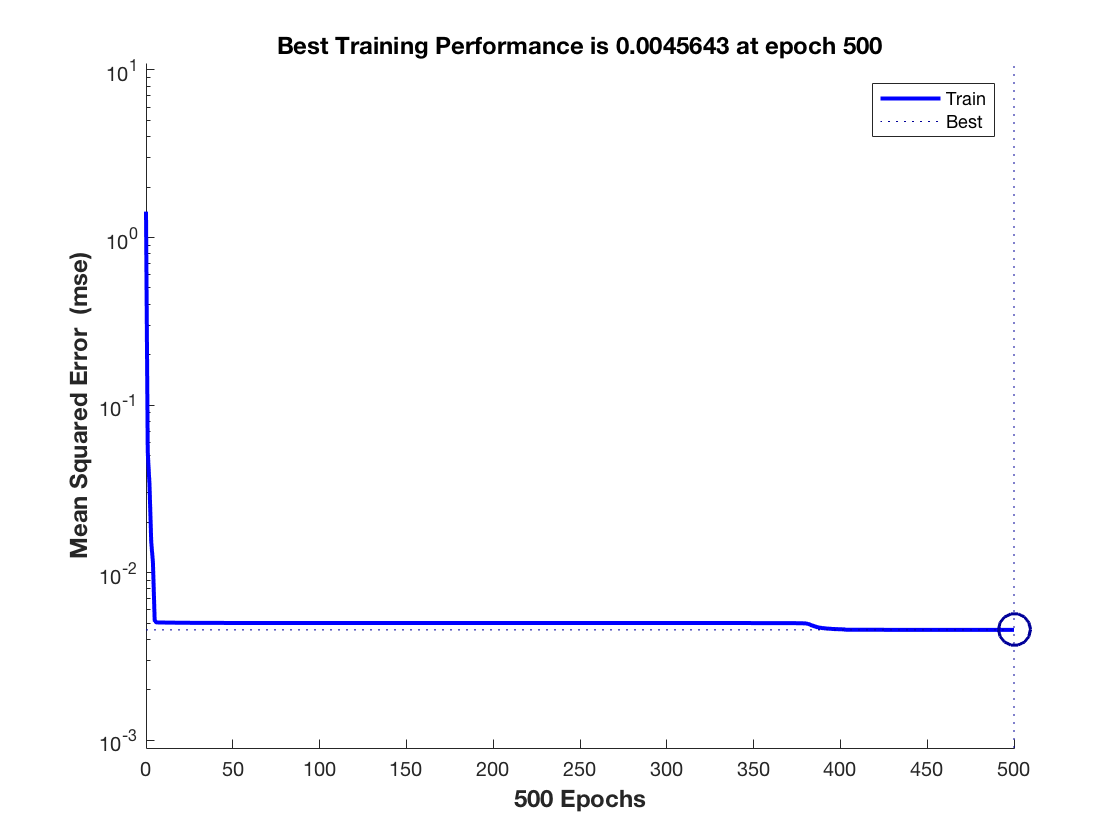 Best Training Performance is 0.0045643 at epoch 500
Train
Best
Mean Squared Error (mse)
10^1
10^0
10^-1
10^-2
10^-3
0 50 100 150 200 250 300 350 400 450 500
500 Epochs